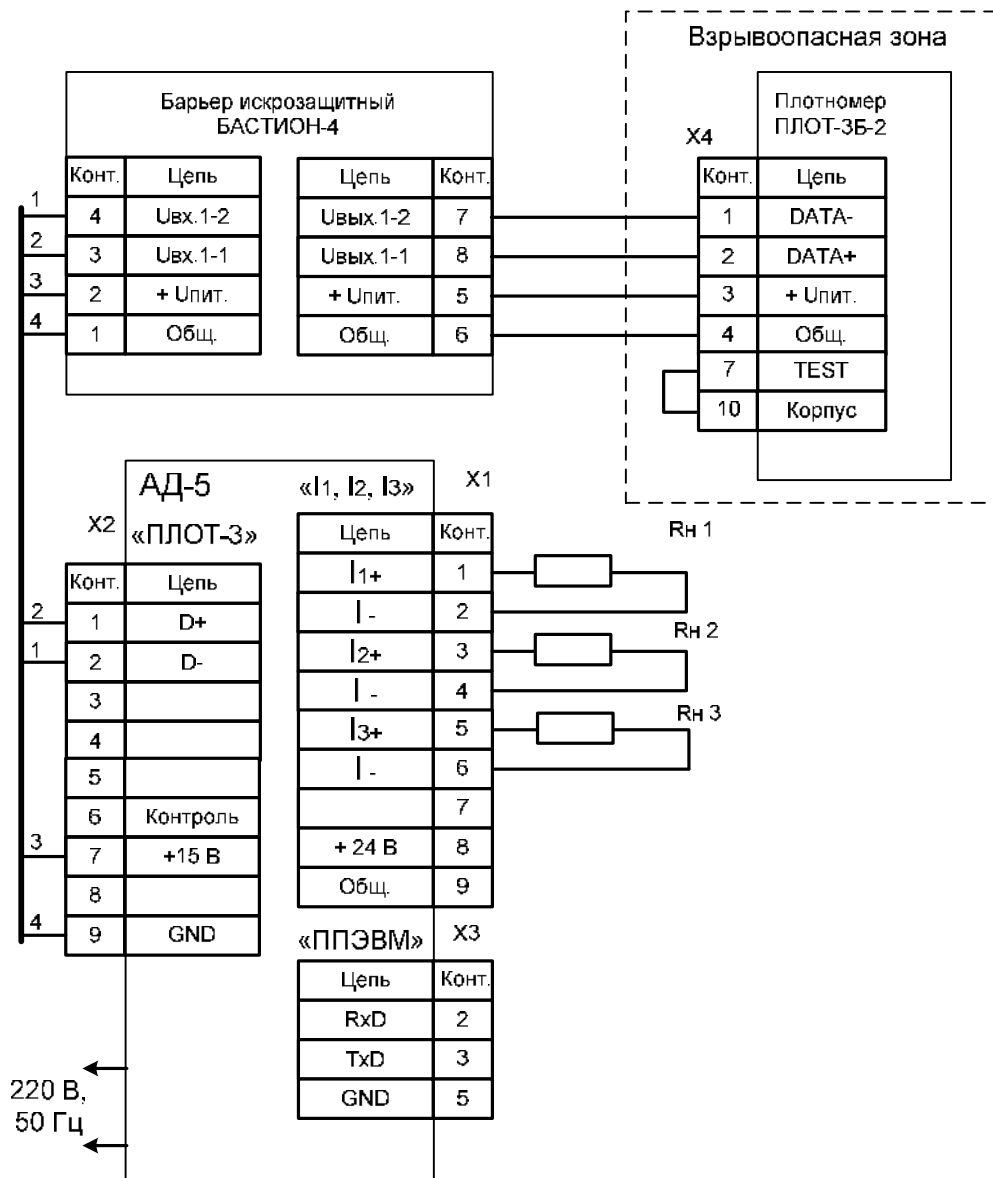 Взрывоопасная зона
Барьер искрозащитный
БАСТИОН-4
Плотномер
ПЛОТ-3Б-2
X4
Конт. Цепь Цепь Конт. Конт. Цепь
1 4 Uвх.1-2 Uвых.1-2 7 1 DATA-
2 3 Uвх.1-1 Uвых.1-1 8 2 DATA+
3 2 + Uпит. + Uпит. 5 3 + Uпит.
4 1 Общ. Общ. 6 4 Общ.
7 TEST
10 Корпус
АД-5 «I1, I2, I3» X1
X2 «ПЛОТ-3»
Цепь Конт. Rн 1
Конт. Цепь I1+ 1
2 1 D+ I - 2
Rн 2
1 2 D- I2+ 3
3 I - 4
Rн 3
4 I3+ 5
5 I - 6
6 Контроль 7
3 7 +15 В + 24 В 8
8 Общ. 9
4 9 GND «ППЭВМ» X3
Цепь Конт.
RxD 2
TxD 3
GND 5
220 В,
50 Гц